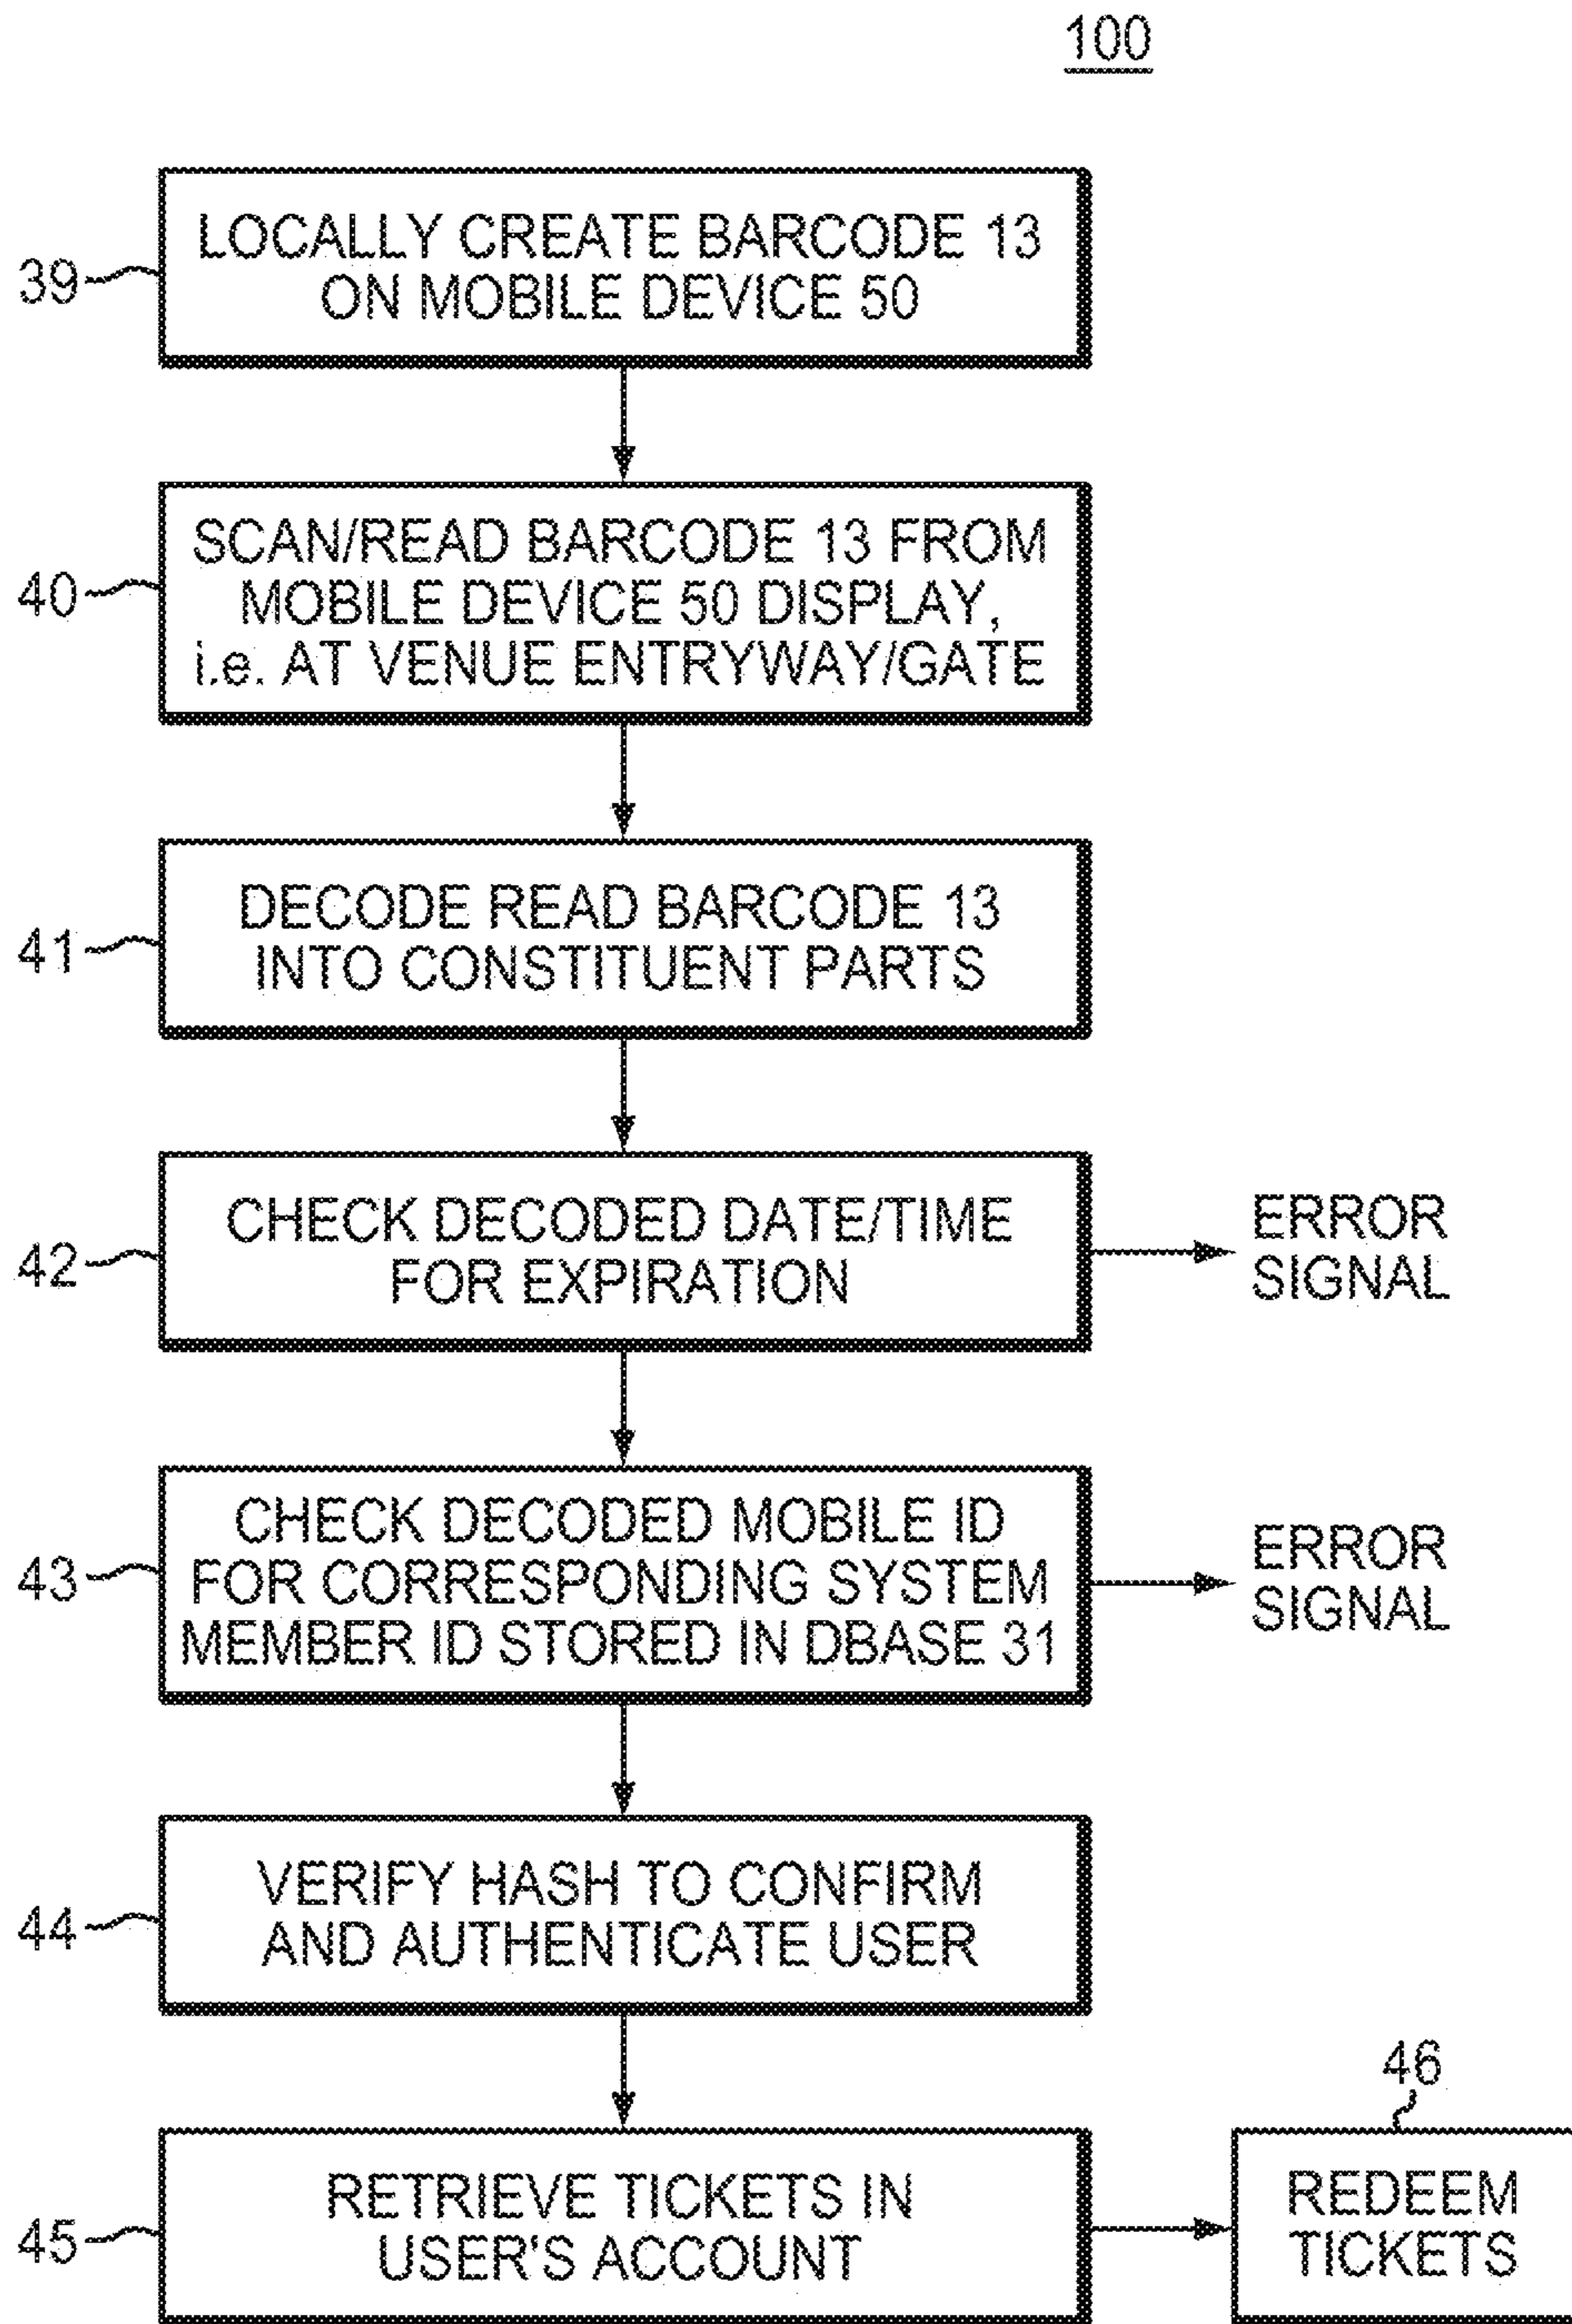 100
39
LOCALLY CREATE BARCODE 13
ON MOBILE DEVICE 50
40
SCAN/READ BARCODE 13 FROM
MOBILE DEVICE 50 DISPLAY,
i.e. AT VENUE ENTRYWAY/GATE
41
DECODE READ BARCODE 13
INTO CONSTITUENT PARTS
42
CHECK DECODED DATE/TIME
FOR EXPIRATION
ERROR
SIGNAL
43
CHECK DECODED MOBILE ID
FOR CORRESPONDING SYSTEM
MEMBER ID STORED IN DBASE 31
ERROR
SIGNAL
44
VERIFY HASH TO CONFIRM
AND AUTHENTICATE USER
45
RETRIEVE TICKETS IN
USER'S ACCOUNT
46
REDEEM
TICKETS